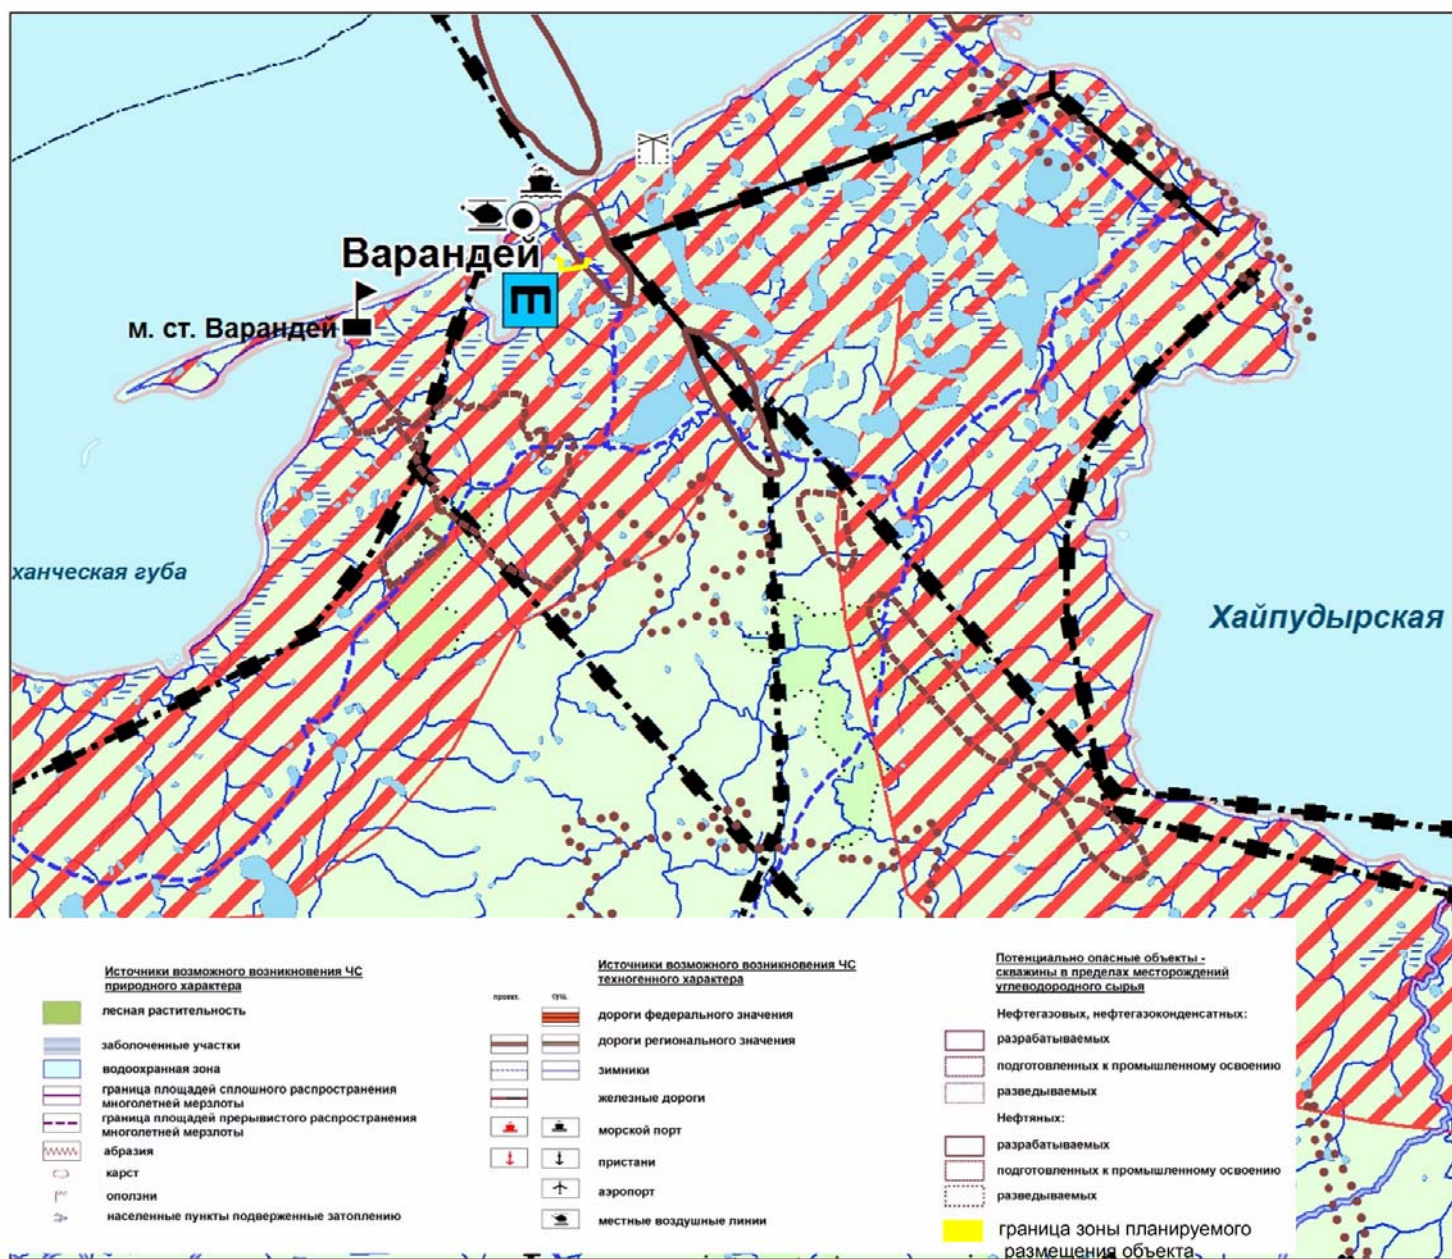 Варандей
м. ст. Варандей
ханческая губа
Хайпудырская
Источники возможного возникновения ЧС
природного характера
лесная растительность
заболоченные участки
водоохранная зона
граница площадей сплошного распространения
многолетней мерзлоты
граница площадей прерывистого распространения
многолетней мерзлоты
абразия
карст
оползни
населенные пункты подверженные затоплению
Источники возможного возникновения ЧС
техногенного характера
проект. сущ.
дороги федерального значения
дороги регионального значения
зимники
железные дороги
морской порт
пристани
аэропорт
местные воздушные линии
Потенциально опасные объекты -
скважины в пределах месторождений
углеводородного сырья
Нефтегазовых, нефтегазоконденсатных:
разрабатываемых
подготовленных к промышленному освоению
разведываемых
Нефтяных:
разрабатываемых
подготовленных к промышленному освоению
разведываемых
граница зоны планируемого
размещения объекта